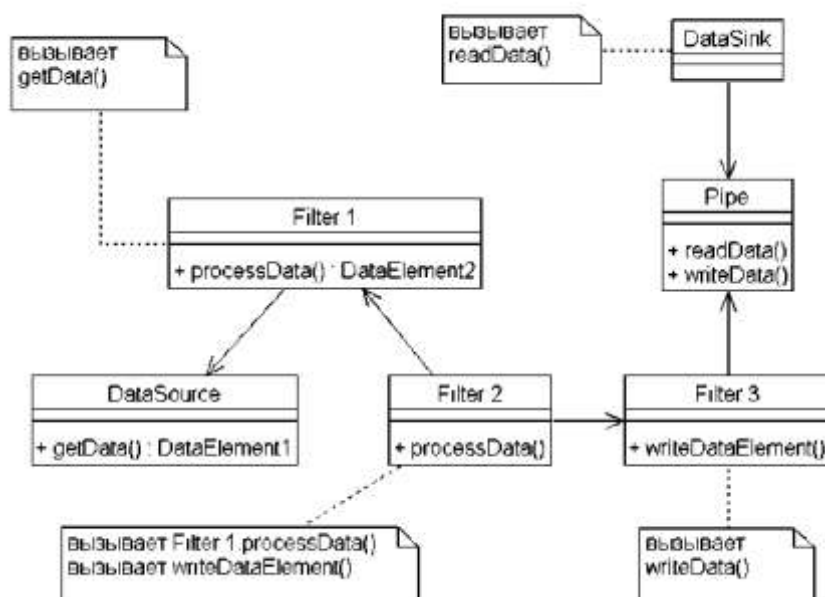 вызывает
getData()
вызывает
readData()
DataSink
Pipe
+ readData()
+ writeData()
Filter 1
+ processData() : DataElement2
DataSource
+ getData() : DataElement1
Filter 2
+ processData()
Filter 3
+ writeDataElement()
вызывает Filter 1.processData()
вызывает writeDataElement()
вызывает
writeData()